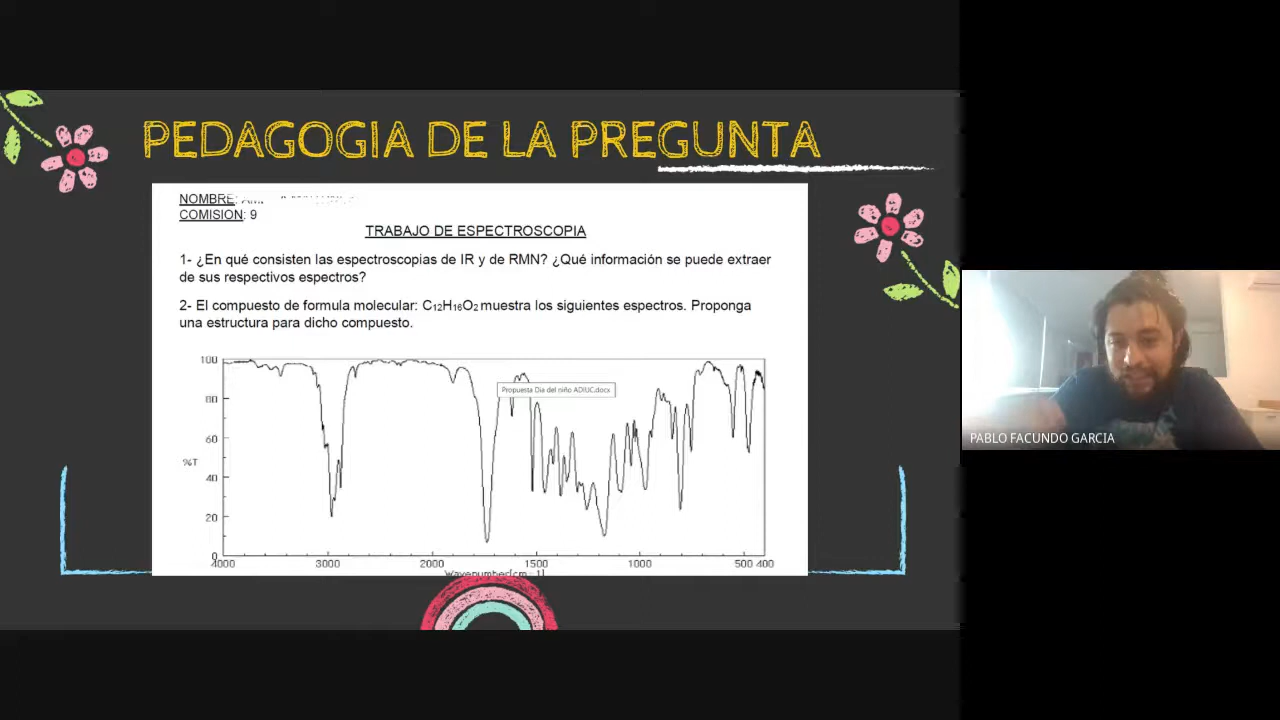 PEDAGOGIA DE LA PREGUNTA
NOMBRE:
COMISION: 9
TRABAJO DE ESPECTROSCOPIA
1- ¿En qué consisten las espectroscopias de IR y de RMN? ¿Qué información se puede extraer
de sus respectivos espectros?
2- El compuesto de formula molecular: C₁₂H₁₆O₂ muestra los siguientes espectros. Proponga
una estructura para dicho compuesto.
100
Propuesta Dia del niño ADIUC.docx
80
60
%T
40
20
0
4000 3000 2000 1500 1000 500 400
Wavenumber[cm-1]
PABLO FACUNDO GARCIA